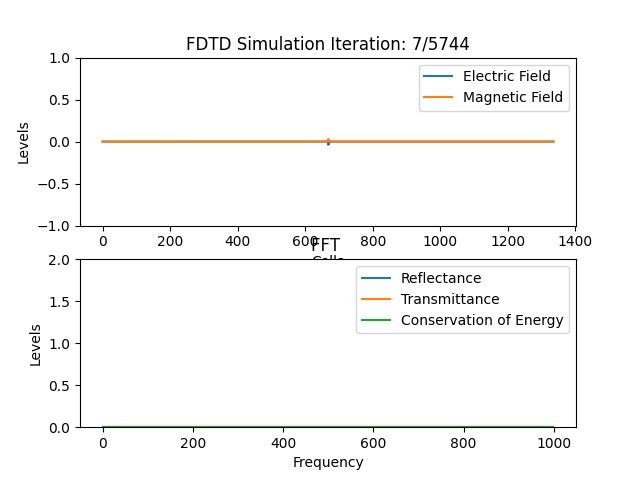 FDTD Simulation Iteration: 7/5744
1.0
0.5
0.0
−0.5
−1.0
Levels
Electric Field
Magnetic Field
0 200 400 600 800 1000 1200 1400
FFT
2.0
1.5
1.0
0.5
0.0
Levels
Reflectance
Transmittance
Conservation of Energy
0 200 400 600 800 1000
Frequency